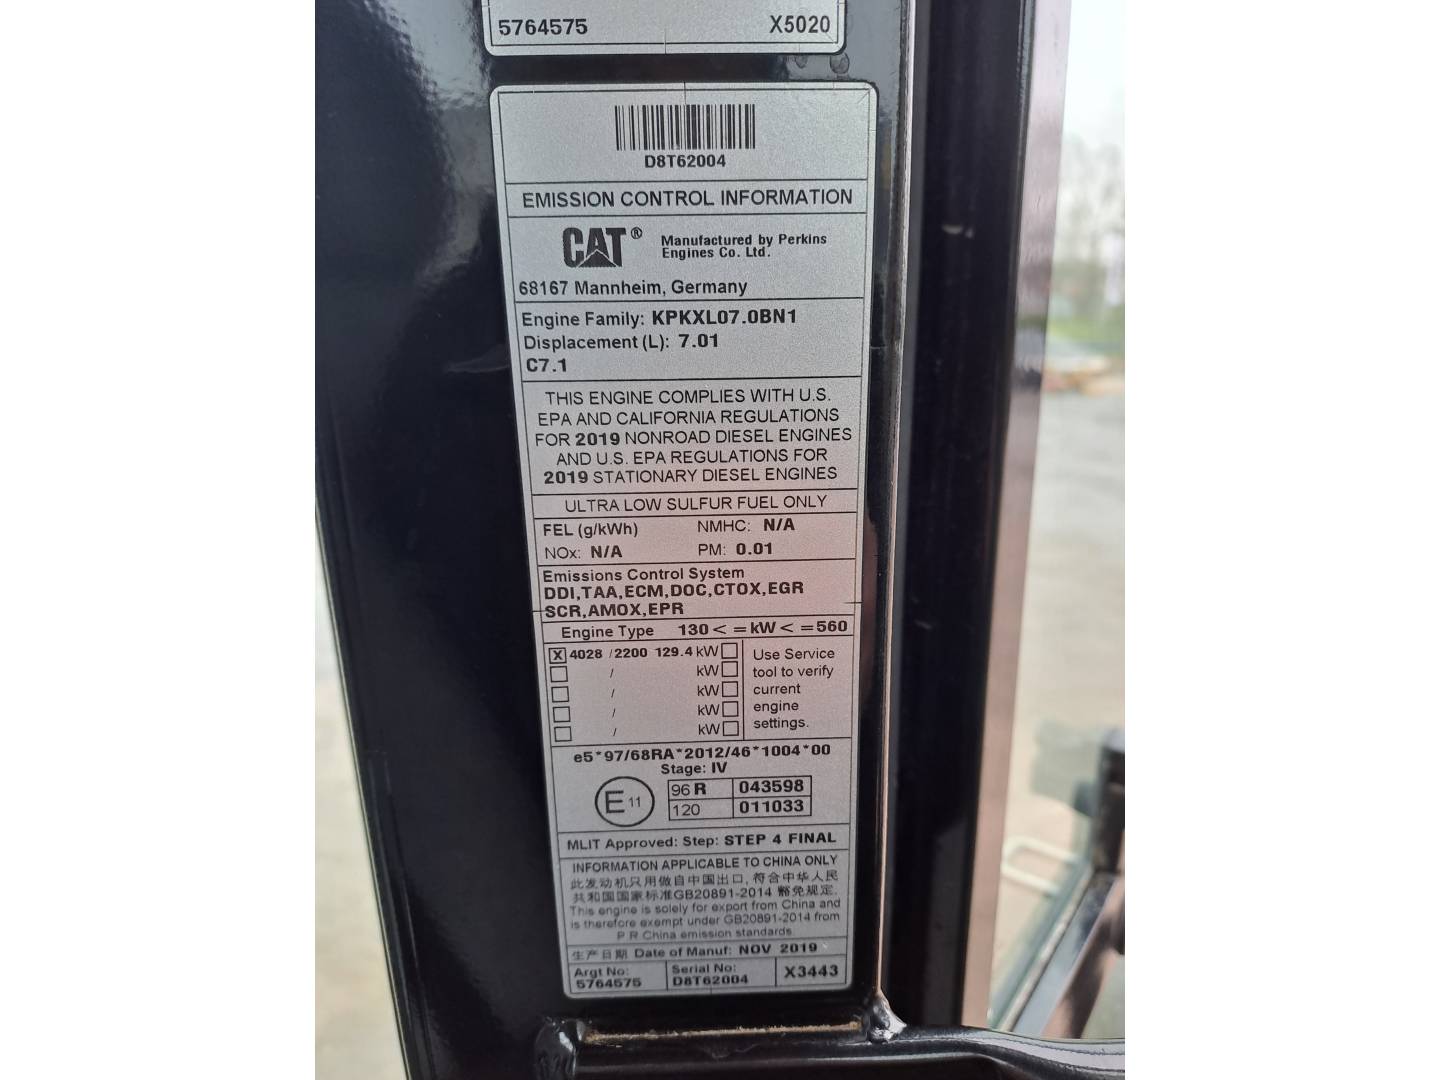 5764575 X5020
D8T62004
EMISSION CONTROL INFORMATION
CAT® Manufactured by Perkins
Engines Co. Ltd.
68167 Mannheim, Germany
Engine Family: KPKXL07.0BN1
Displacement (L): 7.01
C7.1
THIS ENGINE COMPLIES WITH U.S.
EPA AND CALIFORNIA REGULATIONS
FOR 2019 NONROAD DIESEL ENGINES
AND U.S. EPA REGULATIONS FOR
2019 STATIONARY DIESEL ENGINES
ULTRA LOW SULFUR FUEL ONLY
FEL (g/kWh) NMHC: N/A
NOx: N/A PM: 0.01
Emissions Control System
DDI,TAA,ECM,DOC,CTOX,EGR
SCR,AMOX,EPR
Engine Type 130 < =kW < =560
X 4028 /2200 129.4 kW Use Service
/ kW tool to verify
/ kW current
/ kW engine
/ kW settings.
e5*97/68RA*2012/46*1004*00
Stage: IV
E 11 96 R 043598
120 011033
MLIT Approved: Step: STEP 4 FINAL
INFORMATION APPLICABLE TO CHINA ONLY
此发动机只用做自中国出口, 符合中华人民
共和国国家标准GB20891-2014 豁免规定.
This engine is solely for export from China and
is therefore exempt under GB20891-2014 from
P R China emission standards.
生产日期 Date of Manuf: NOV 2019
Argt No: Serial No: X3443
5764575 D8T62004